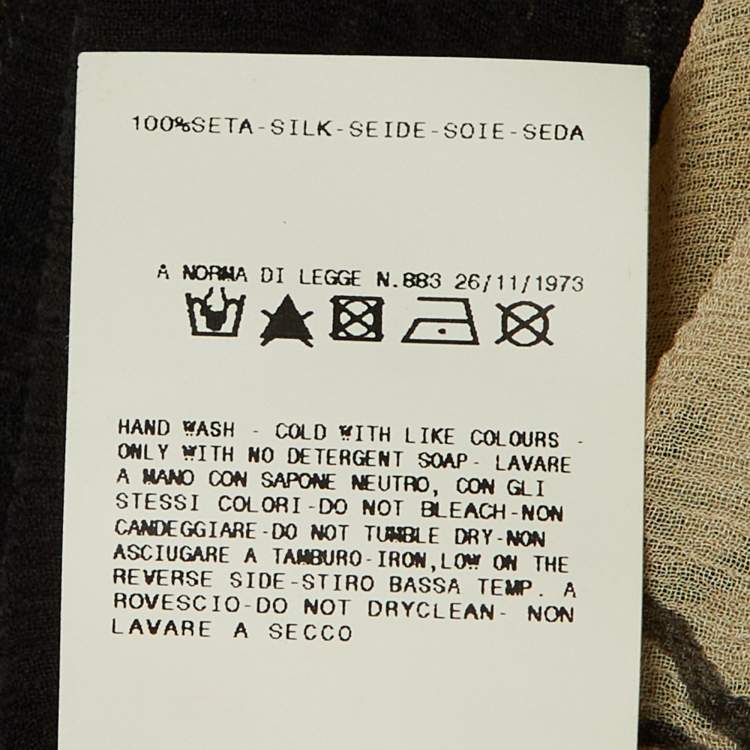 100%SETA-SILK-SEIDE-SOIE-SEDA
A NORMA DI LEGGE N.883 26/11/1973
HAND WASH - COLD WITH LIKE COLOURS -
ONLY WITH NO DETERGENT SOAP- LAVARE
A MANO CON SAPONE NEUTRO, CON GLI
STESSI COLORI-DO NOT BLEACH-NON
CANDEGGIARE-DO NOT TUMBLE DRY-NON
ASCIUGARE A TAMBURO-IRON,LOW ON THE
REVERSE SIDE-STIRO BASSA TEMP. A
ROVESCIO-DO NOT DRYCLEAN- NON
LAVARE A SECCO